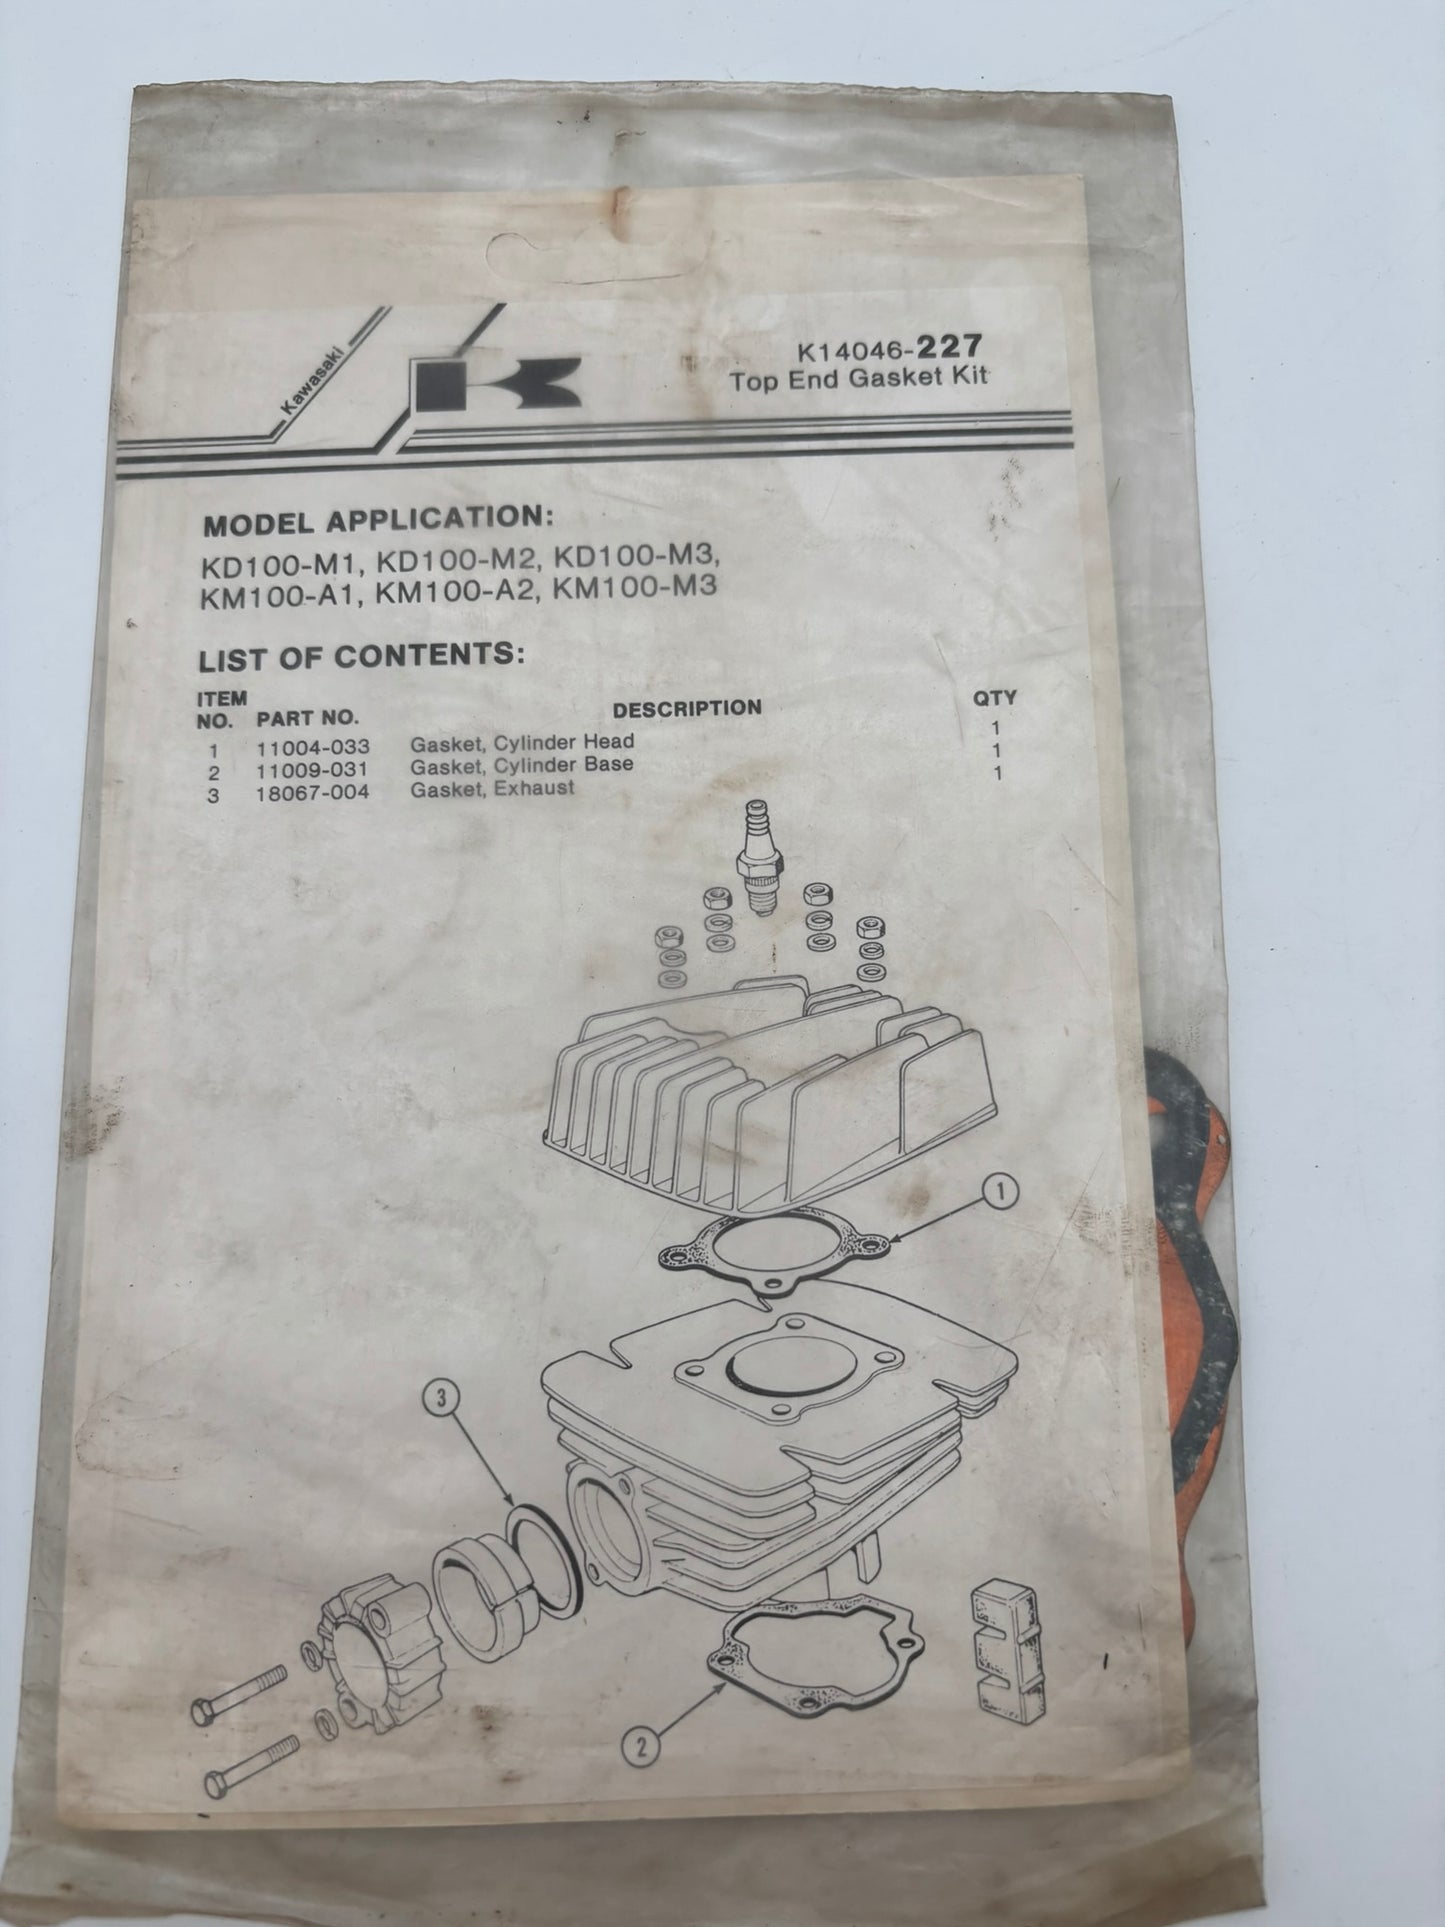 Kawasaki
K14046-227
Top End Gasket Kit
MODEL APPLICATION:
KD100-M1, KD100-M2, KD100-M3,
KM100-A1, KM100-A2, KM100-M3
LIST OF CONTENTS:
ITEM NO. PART NO. DESCRIPTION QTY
1 11004-033 Gasket, Cylinder Head 1
2 11009-031 Gasket, Cylinder Base 1
3 18067-004 Gasket, Exhaust 1
1
3
2